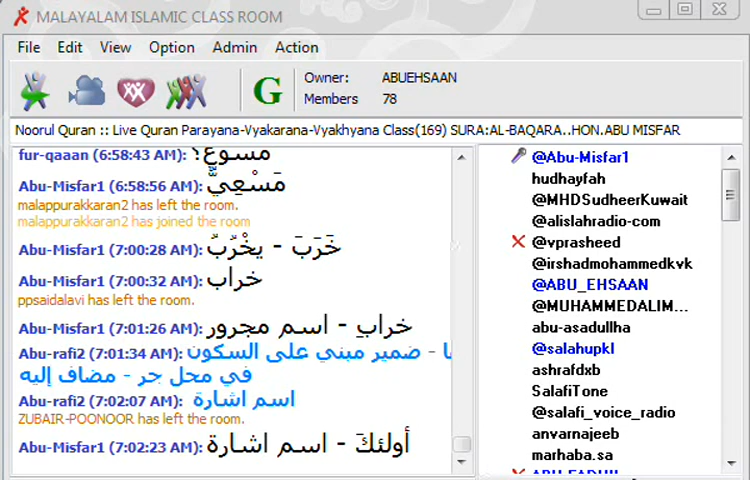 MALAYALAM ISLAMIC CLASS ROOM
File Edit View Option Admin Action
G
Owner: ABUEHSAAN
Members 78
Noorul Quran :: Live Quran Parayana-Vyakarana-Vyakhyana Class(169) SURA:AL-BAQARA..HON.ABU MISFAR
fur-qaaan (6:58:43 AM): مسوعٍ؟
Abu-Misfar1 (6:58:56 AM): مَسْعِيٌّ
malappurakkaran2 has left the room.
malappurakkaran2 has joined the room
Abu-Misfar1 (7:00:28 AM): خَرَبَ - يخْرُبُ
Abu-Misfar1 (7:00:32 AM): خراب
ppsaidalavi has left the room.
Abu-Misfar1 (7:01:26 AM): خرابِ - اسم مجرور
Abu-rafi2 (7:01:34 AM): ها - ضمير مبني على السكون
في محل جر - مضاف إليه
Abu-rafi2 (7:02:07 AM): اسم اشارة
ZUBAIR-POONOOR has left the room.
Abu-Misfar1 (7:02:23 AM): أولئكَ - اسم اشارة
@Abu-Misfar1
hudhayfah
@MHDSudheerKuwait
@alislahradio-com
@vprasheed
@irshadmohammedkvk
@ABU_EHSAAN
@MUHAMMEDALIM...
abu-asadullha
@salahupkl
ashrafdxb
SalafiTone
@salafi_voice_radio
anvarnajeeb
marhaba.sa